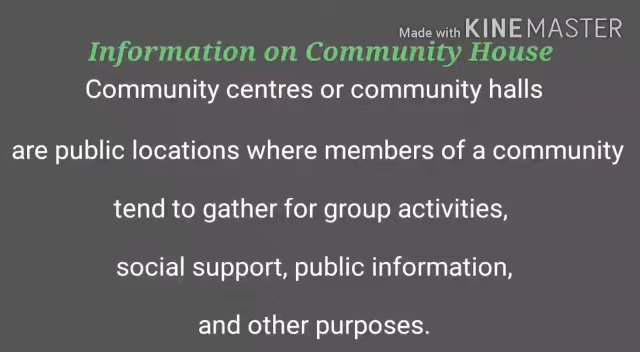 Made with KINEMASTER
Information on Community House
Community centres or community halls
are public locations where members of a community
tend to gather for group activities,
social support, public information,
and other purposes.